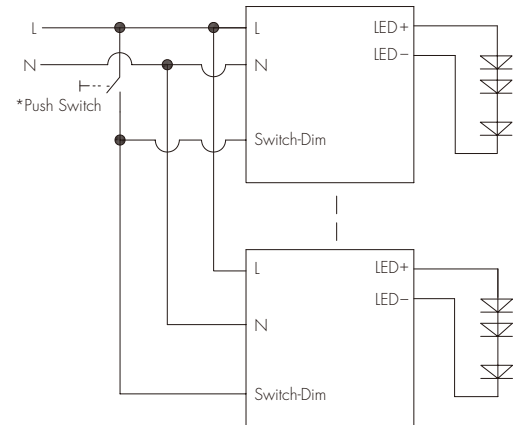 L
N
*Push Switch
L
N
Switch-Dim
LED+
LED−
L
N
Switch-Dim
LED+
LED−